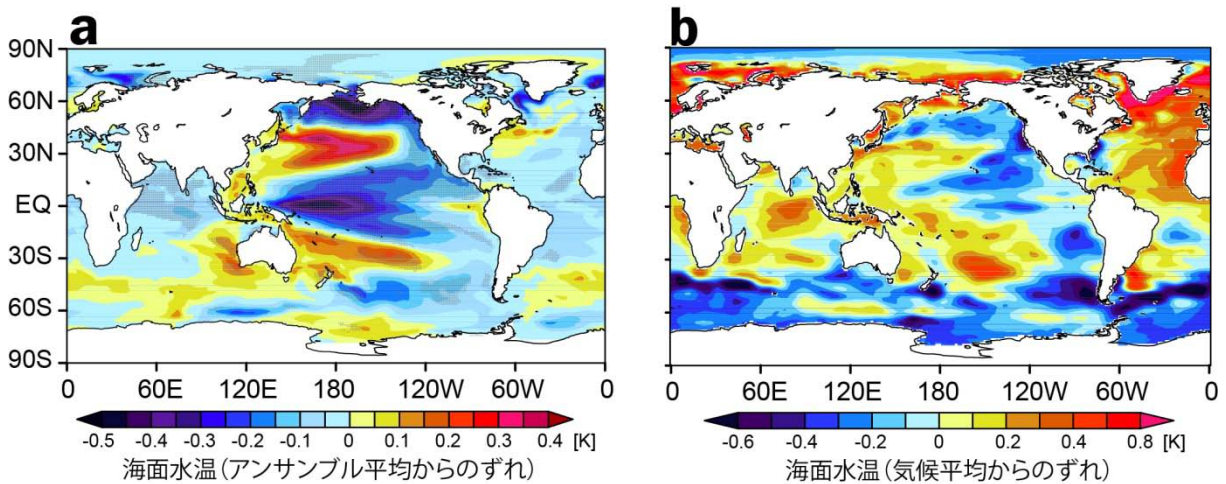 a
b
90N
60N
30N
EQ
30S
60S
90S
0 60E 120E 180 120W 60W 0
0 60E 120E 180 120W 60W 0
-0.5 -0.4 -0.3 -0.2 -0.1 0 0.1 0.2 0.3 0.4 [K]
-0.6 -0.4 -0.2 0 0.2 0.4 0.8 [K]
海面水温(アンサンブル平均からのずれ)
海面水温(気候平均からのずれ)